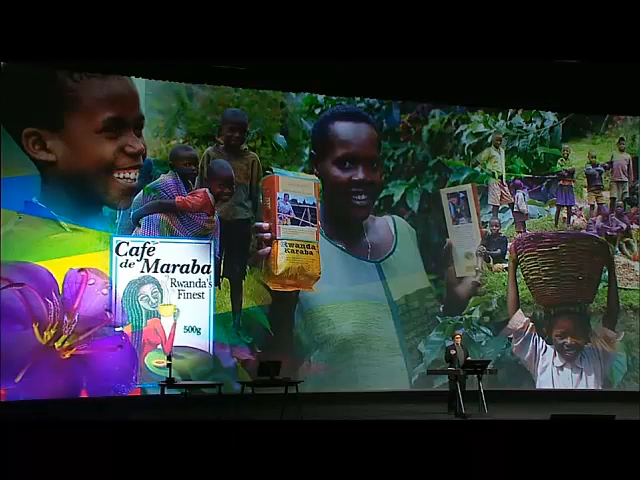 Café
de Maraba
Rwanda's
Finest
500g
Rwanda
Karaba